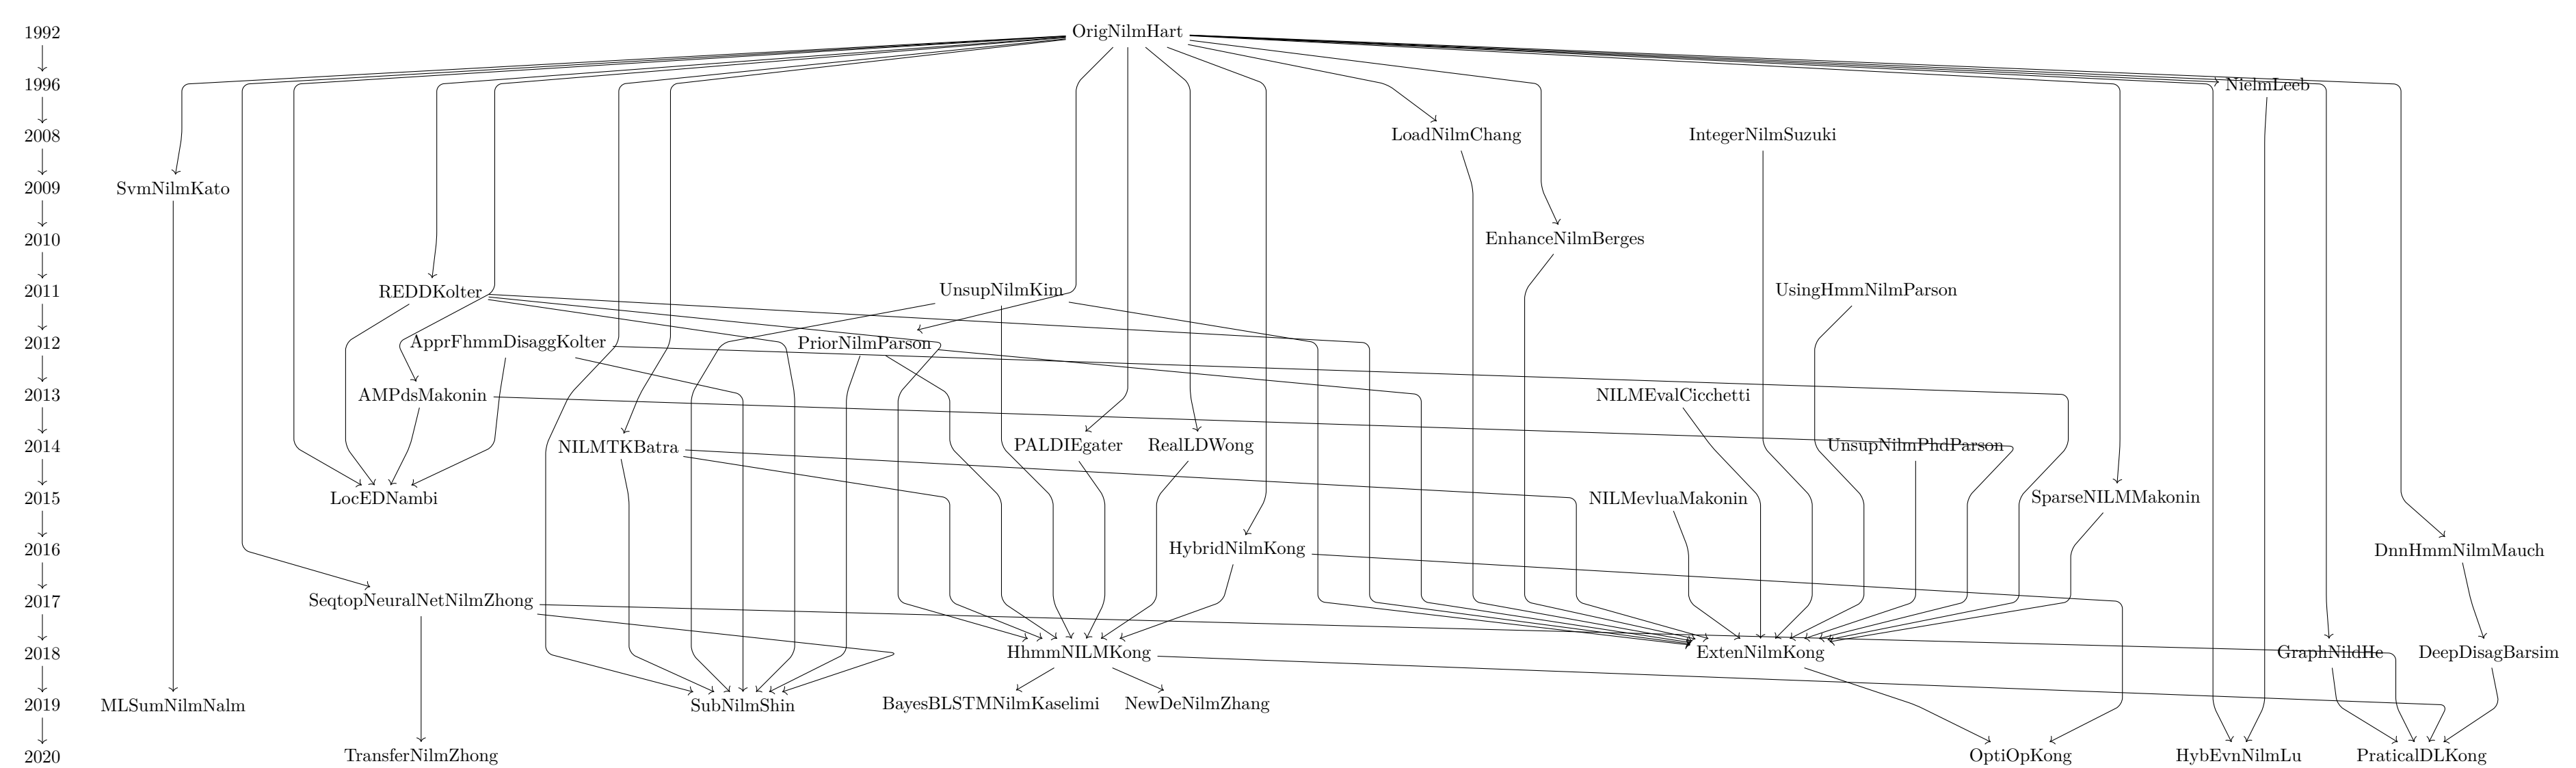 1992 OrigNilmHart
1996 NielmLeeb
2008 LoadNilmChang IntegerNilmSuzuki
2009 SvmNilmKato
2010 EnhanceNilmBerges
2011 REDDKolter UnsupNilmKim UsingHmmNilmParson
2012 ApprFhmmDisaggKolter PriorNilmParson
2013 AMPdsMakonin NILMEvalCicchetti
2014 NILMTKBatra PALDIEgater RealLDWong UnsupNilmPhdParson
2015 LocEDNambi NILMevluaMakonin SparseNILMMakonin
2016 HybridNilmKong DnnHmmNilmMauch
2017 SeqtopNeuralNetNilmZhong
2018 HhmmNILMKong ExtenNilmKong GraphNildHe DeepDisagBarsim
2019 MLSumNilmNalm SubNilmShin BayesBLSTMNilmKaselimi NewDeNilmZhang
2020 TransferNilmZhong OptiOpKong HybEvnNilmLu PraticalDLKong